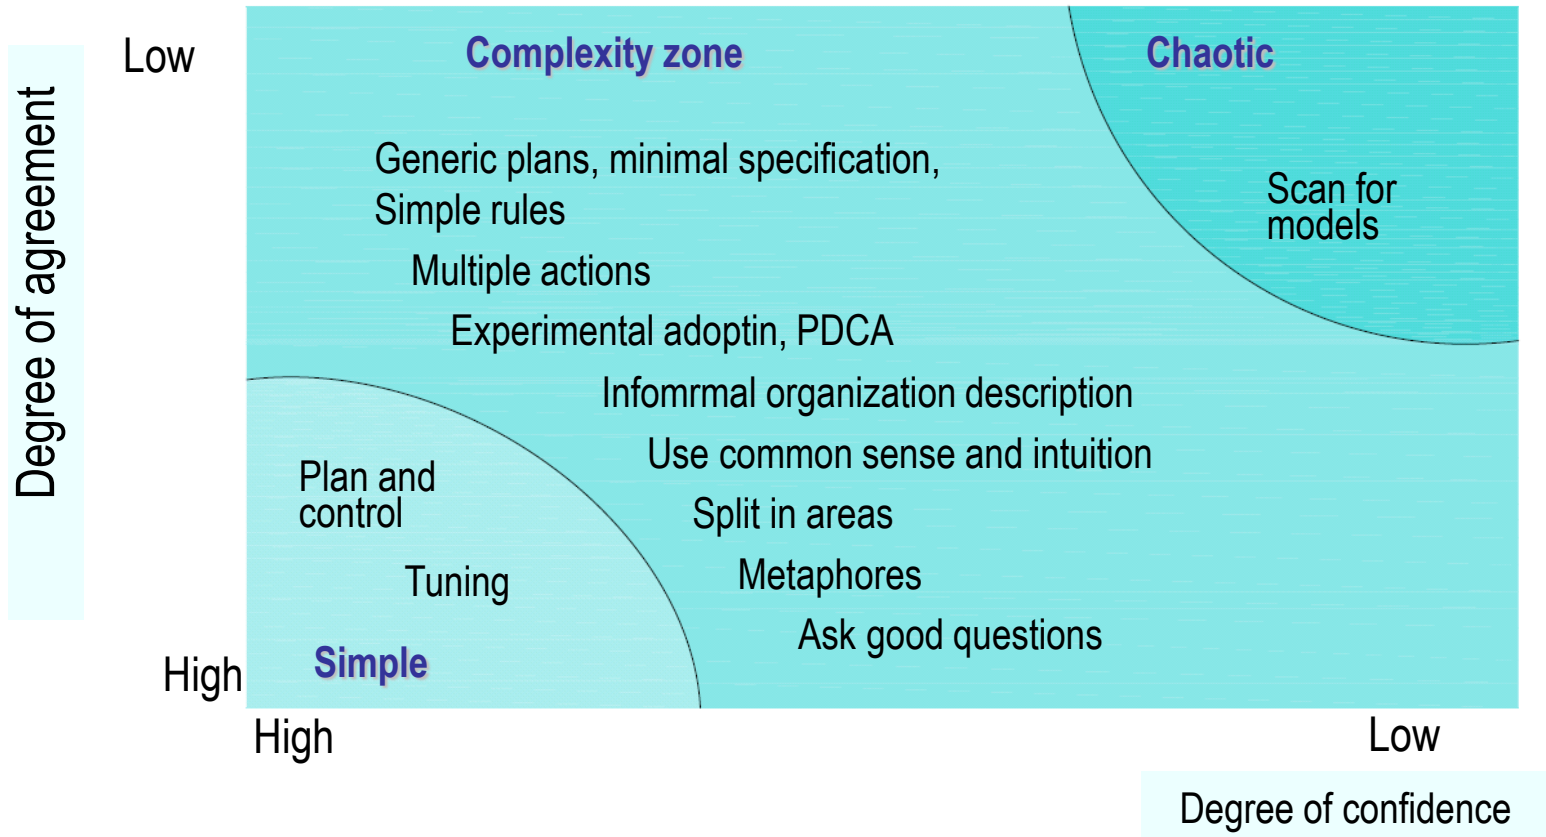 Low
Complexity zone
Chaotic
Degree of agreement
Generic plans, minimal specification,
Simple rules
Scan for
models
Multiple actions
Experimental adoptin, PDCA
Infomrmal organization description
Use common sense and intuition
Plan and
control
Split in areas
Tuning
Metaphores
Ask good questions
Simple
High
High
Low
Degree of confidence